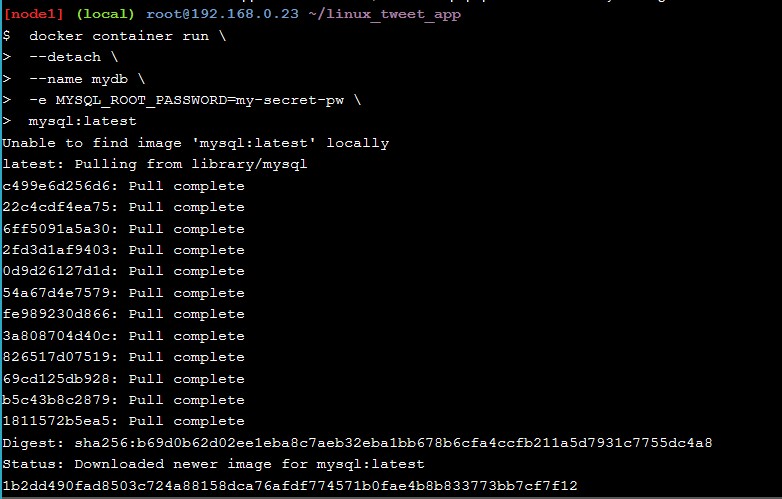 [node1] (local) root@192.168.0.23 ~/linux_tweet_app
$  docker container run \
>  --detach \
>  --name mydb \
>  -e MYSQL_ROOT_PASSWORD=my-secret-pw \
>  mysql:latest
Unable to find image 'mysql:latest' locally
latest: Pulling from library/mysql
c499e6d256d6: Pull complete
22c4cdf4ea75: Pull complete
6ff5091a5a30: Pull complete
2fd3d1af9403: Pull complete
0d9d26127d1d: Pull complete
54a67d4e7579: Pull complete
fe989230d866: Pull complete
3a808704d40c: Pull complete
826517d07519: Pull complete
69cd125db928: Pull complete
b5c43b8c2879: Pull complete
1811572b5ea5: Pull complete
Digest: sha256:b69d0b62d02ee1eba8c7aeb32eba1bb678b6cfa4ccfb211a5d7931c7755dc4a8
Status: Downloaded newer image for mysql:latest
1b2dd490fad8503c724a88158dca76afdf774571b0fae4b8b833773bb7cf7f12